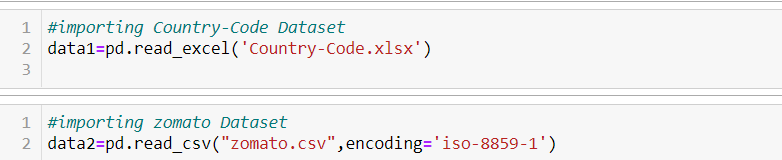 1 #importing Country-Code Dataset
2 data1=pd.read_excel('Country-Code.xlsx')
3
1 #importing zomato Dataset
2 data2=pd.read_csv("zomato.csv",encoding='iso-8859-1')